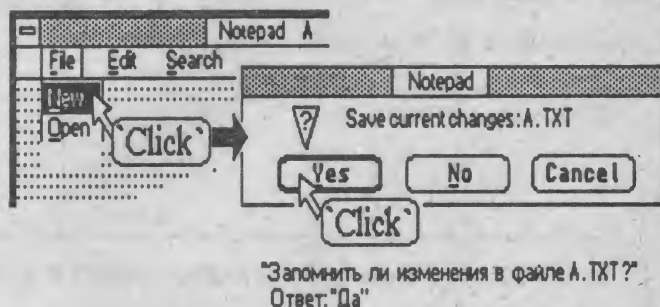 Notepad A
File Edit Search
New
Open
`Click`
Notepad
? Save current changes: A.TXT
Yes No Cancel
`Click`
"Запомнить ли изменения в файле A.TXT?"
Ответ: "Да"